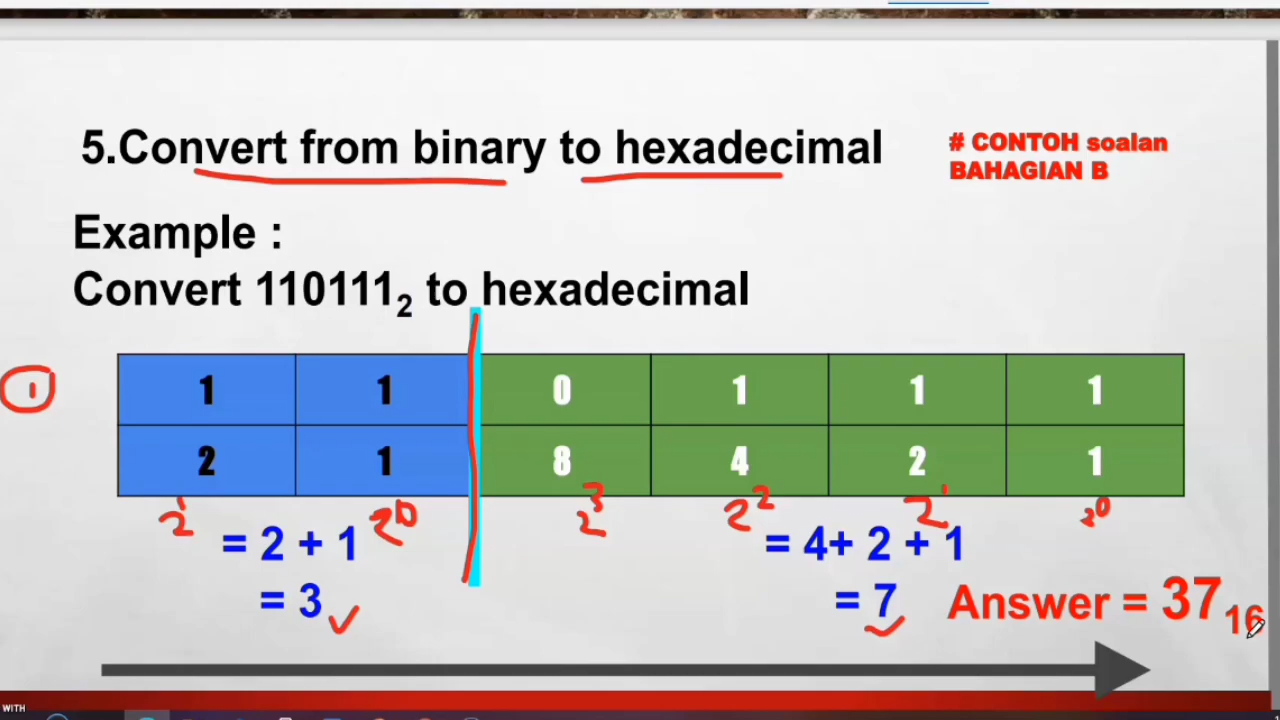 5.Convert from binary to hexadecimal
# CONTOH soalan
BAHAGIAN B
Example :
Convert 110111₂ to hexadecimal
1
1 1 0 1 1 1
2 1 8 4 2 1
2¹ 2⁰ 2³ 2² 2¹ 2⁰
= 2 + 1 = 4+ 2 + 1
= 3 = 7 Answer = 37₁₆
WITH